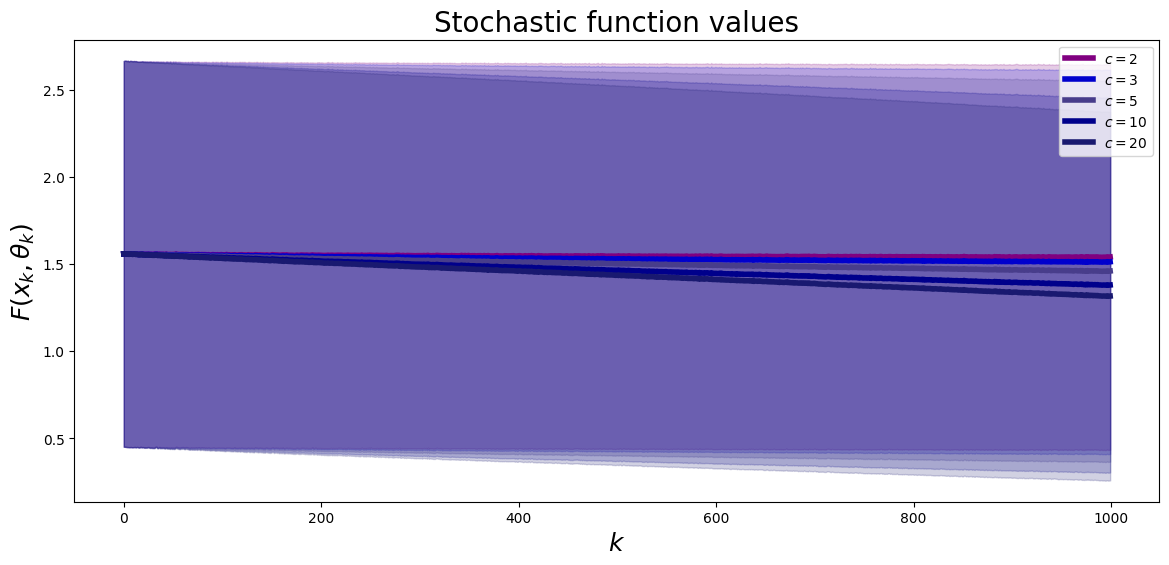 Stochastic function values
c = 2
c = 3
c = 5
c = 10
c = 20
F(x_k, θ_k)
2.5
2.0
1.5
1.0
0.5
0 200 400 600 800 1000
k